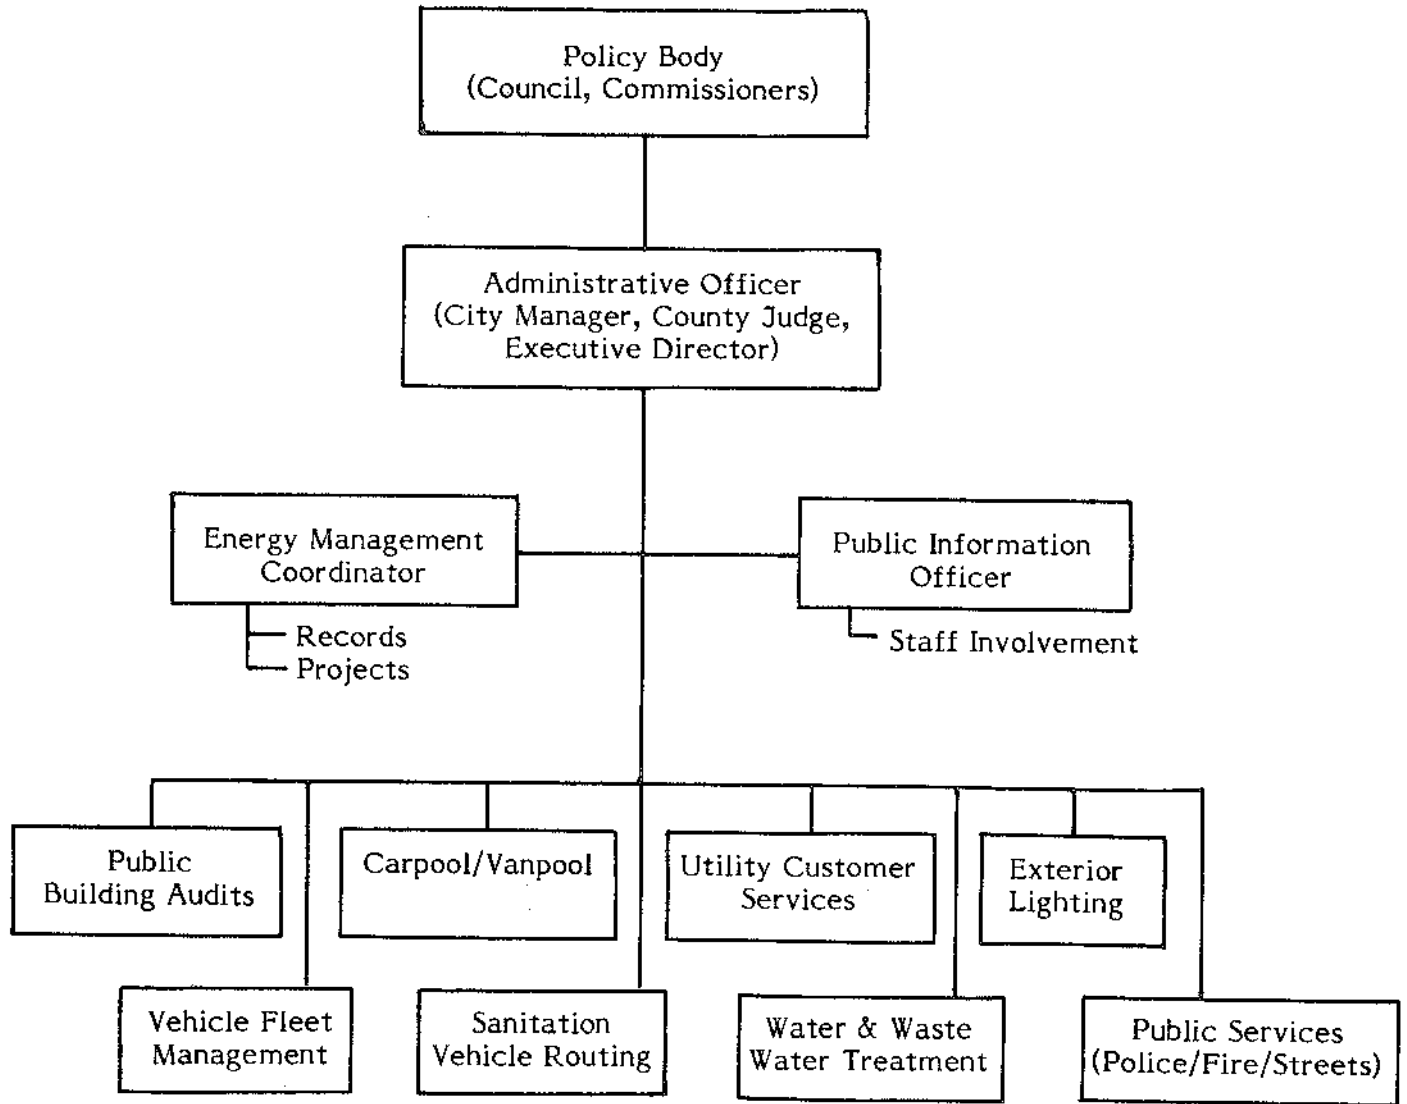 Policy Body
(Council, Commissioners)
Administrative Officer
(City Manager, County Judge,
Executive Director)
Energy Management
Coordinator
Records
Projects
Public Information
Officer
Staff Involvement
Public
Building Audits
Carpool/Vanpool
Utility Customer
Services
Exterior
Lighting
Vehicle Fleet
Management
Sanitation
Vehicle Routing
Water & Waste
Water Treatment
Public Services
(Police/Fire/Streets)